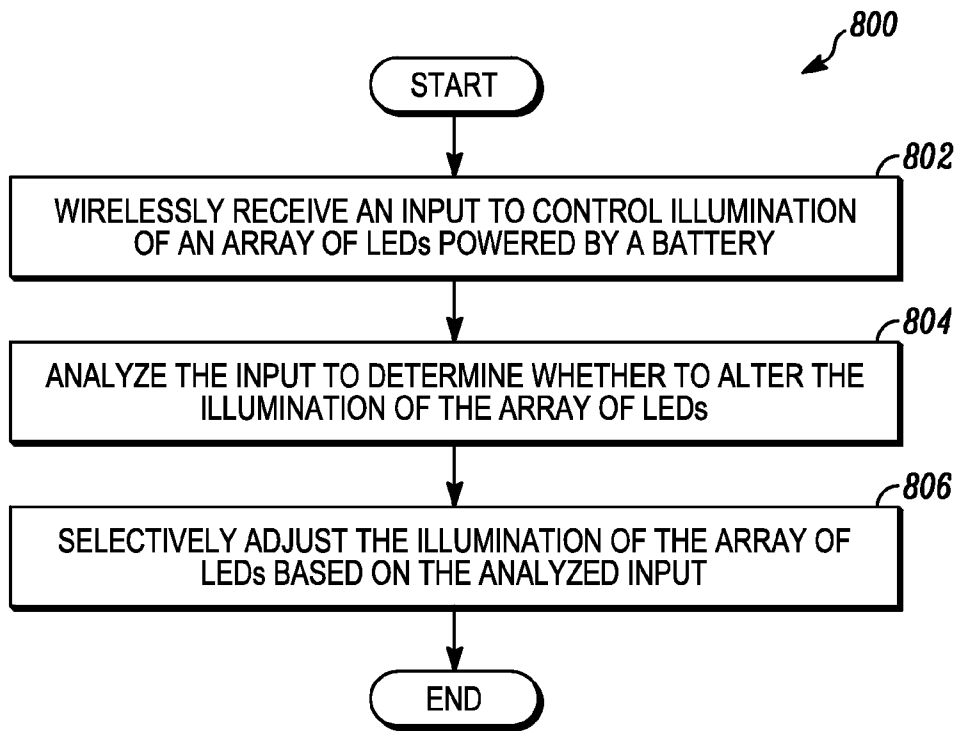 800
START
802
WIRELESSLY RECEIVE AN INPUT TO CONTROL ILLUMINATION
OF AN ARRAY OF LEDs POWERED BY A BATTERY
804
ANALYZE THE INPUT TO DETERMINE WHETHER TO ALTER THE
ILLUMINATION OF THE ARRAY OF LEDs
806
SELECTIVELY ADJUST THE ILLUMINATION OF THE ARRAY OF
LEDs BASED ON THE ANALYZED INPUT
END